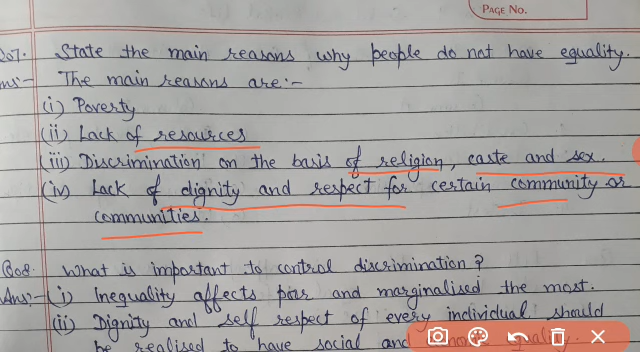 PAGE NO.
Q07. State the main reasons why people do not have equality.
Ans:- The main reasons are:-
(i) Poverty
(ii) Lack of resources
(iii) Discrimination on the basis of religion, caste and sex.
(iv) Lack of dignity and respect for certain community or
communities.
Q08. What is important to control discrimination?
Ans:- (i) Inequality affects poor and marginalised the most.
(ii) Dignity and self respect of every individual should
be realised to have social and